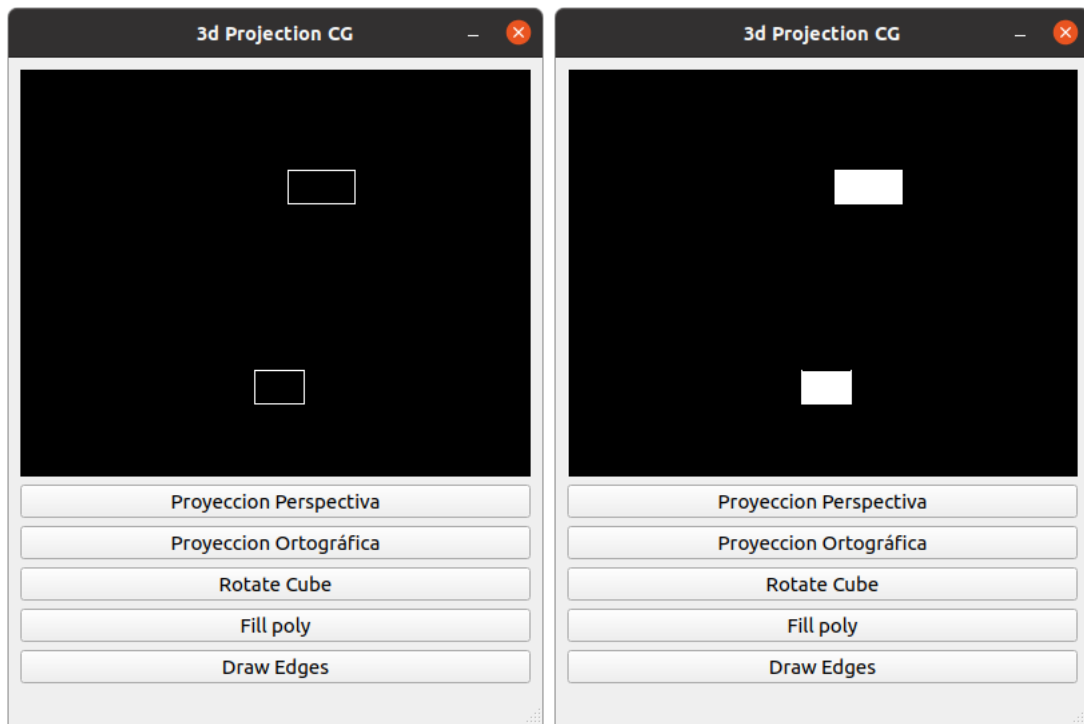 3d Projection CG
Proyeccion Perspectiva
Proyeccion Ortográfica
Rotate Cube
Fill poly
Draw Edges
3d Projection CG
Proyeccion Perspectiva
Proyeccion Ortográfica
Rotate Cube
Fill poly
Draw Edges